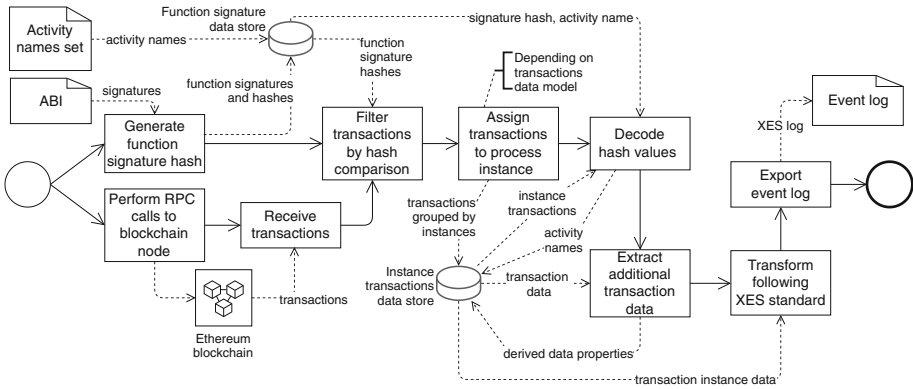 Activity
names set
activity names
Function signature
data store
signature hash, activity name
function
signature
hashes
Depending on
transactions
data model
ABI
signatures
function signatures
and hashes
Event log
XES log
Generate
function
signature hash
Filter
transactions
by hash
comparison
Assign
transactions
to process
instance
Decode
hash values
Export
event log
Perform RPC
calls to
blockchain
node
Receive
transactions
transactions
grouped by
instances
instance
transactions
activity
names
Instance
transactions
data store
transaction
data
Extract
additional
transaction
data
Transform
following
XES standard
transactions
Ethereum
blockchain
derived data properties
transaction instance data